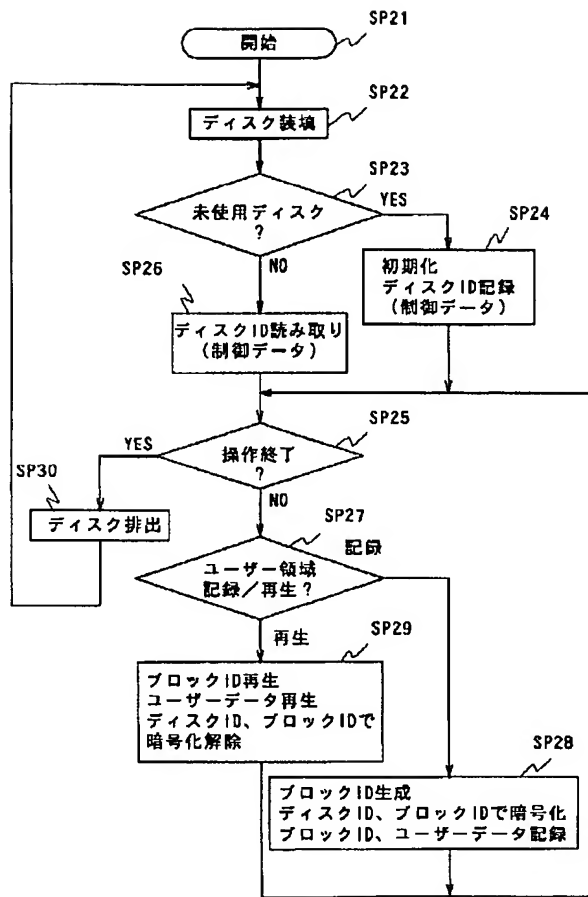 SP21
開始
SP22
ディスク装填
SP23
未使用ディスク
?
YES
NO
SP24
初期化
ディスクID記録
(制御データ)
SP26
ディスクID読み取り
(制御データ)
SP25
操作終了
?
YES
NO
SP30
ディスク排出
SP27
ユーザー領域
記録/再生?
記録
再生
SP29
ブロックID再生
ユーザーデータ再生
ディスクID、ブロックIDで
暗号化解除
SP28
ブロックID生成
ディスクID、ブロックIDで暗号化
ブロックID、ユーザーデータ記録